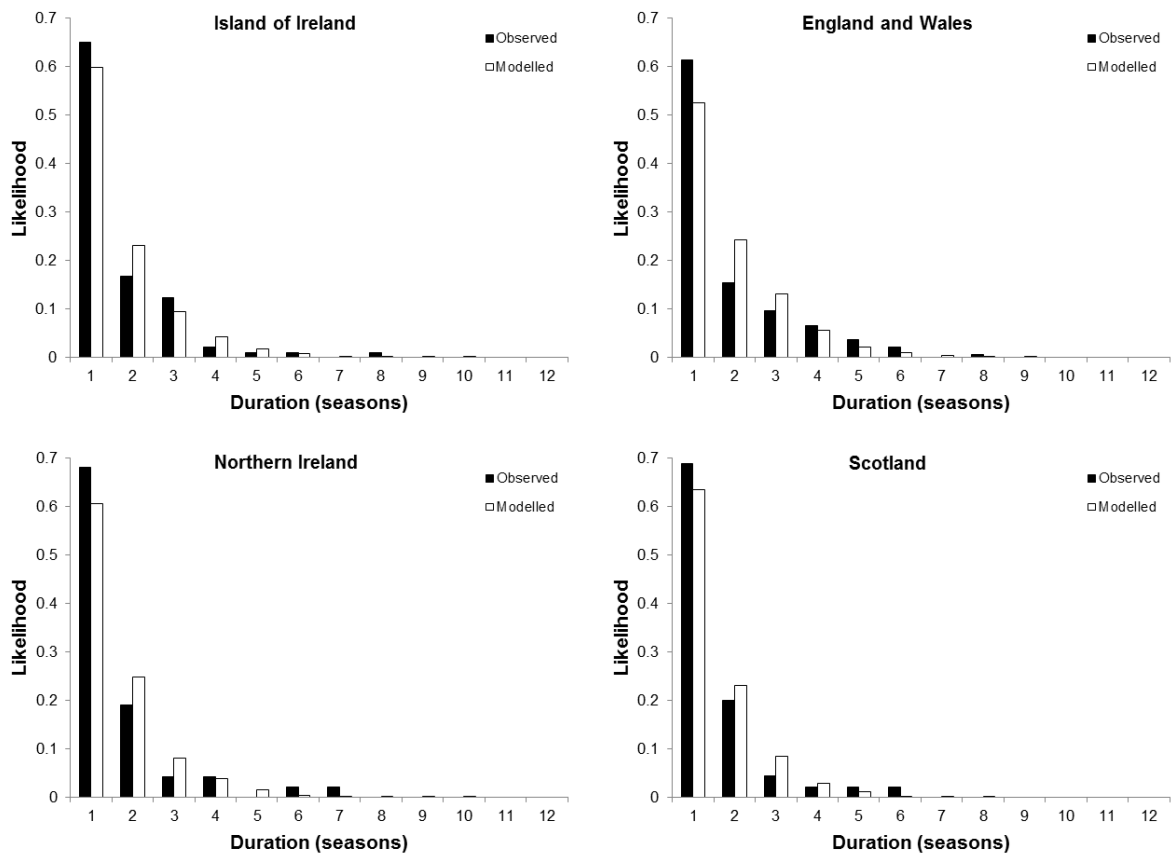 Island of Ireland
Observed
Modelled
Likelihood
0.7
0.6
0.5
0.4
0.3
0.2
0.1
0
1 2 3 4 5 6 7 8 9 10 11 12
Duration (seasons)
England and Wales
Observed
Modelled
Likelihood
0.7
0.6
0.5
0.4
0.3
0.2
0.1
0
1 2 3 4 5 6 7 8 9 10 11 12
Duration (seasons)
Northern Ireland
Observed
Modelled
Likelihood
0.7
0.6
0.5
0.4
0.3
0.2
0.1
0
1 2 3 4 5 6 7 8 9 10 11 12
Duration (seasons)
Scotland
Observed
Modelled
Likelihood
0.7
0.6
0.5
0.4
0.3
0.2
0.1
0
1 2 3 4 5 6 7 8 9 10 11 12
Duration (seasons)